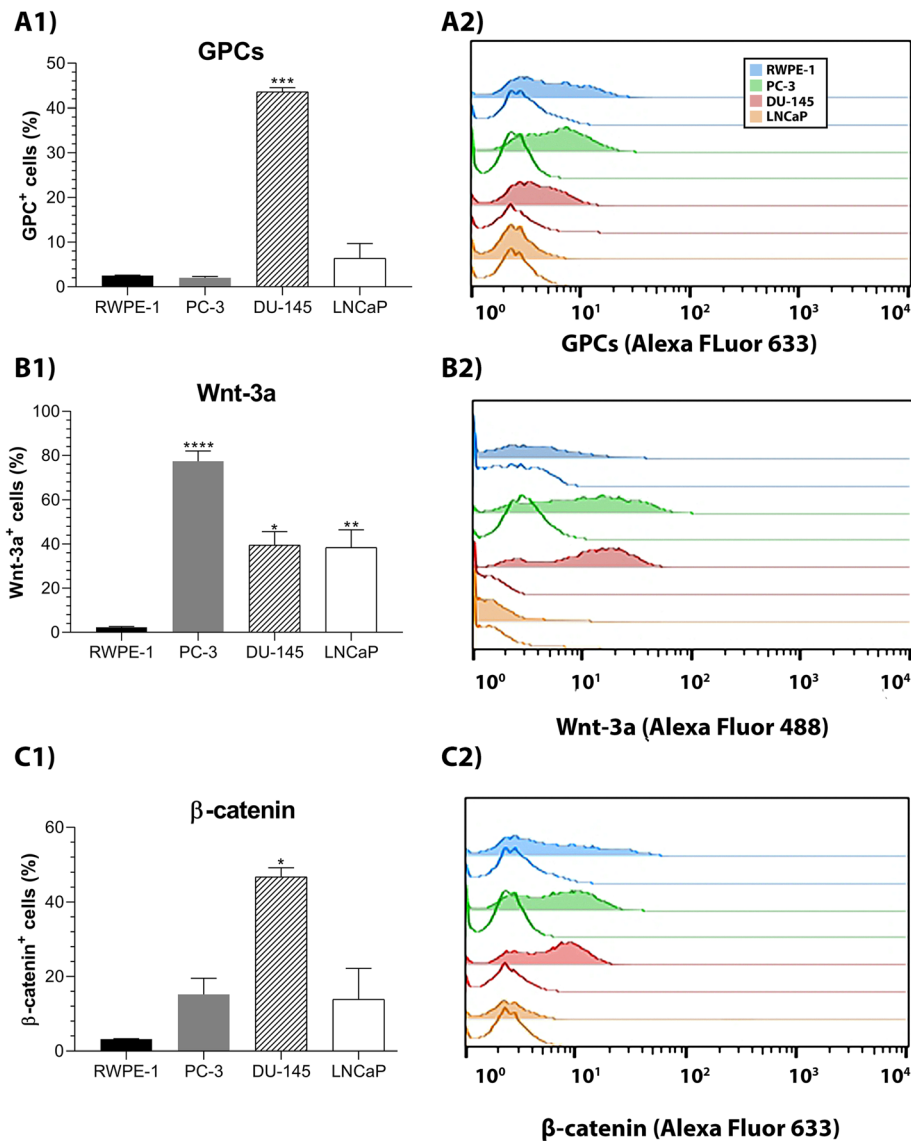 A1)
GPCs
GPC+ cells (%)
50
40
30
20
10
0
RWPE-1 PC-3 DU-145 LNCaP
***
A2)
RWPE-1
PC-3
DU-145
LNCaP
10⁰ 10¹ 10² 10³ 10⁴
GPCs (Alexa FLuor 633)
B1)
Wnt-3a
Wnt-3a+ cells (%)
100
80
60
40
20
0
****
*
**
RWPE-1 PC-3 DU-145 LNCaP
B2)
10⁰ 10¹ 10² 10³ 10⁴
Wnt-3a (Alexa Fluor 488)
C1)
β-catenin
β-catenin+ cells (%)
60
40
20
0
*
RWPE-1 PC-3 DU-145 LNCaP
C2)
10⁰ 10¹ 10² 10³ 10⁴
β-catenin (Alexa Fluor 633)